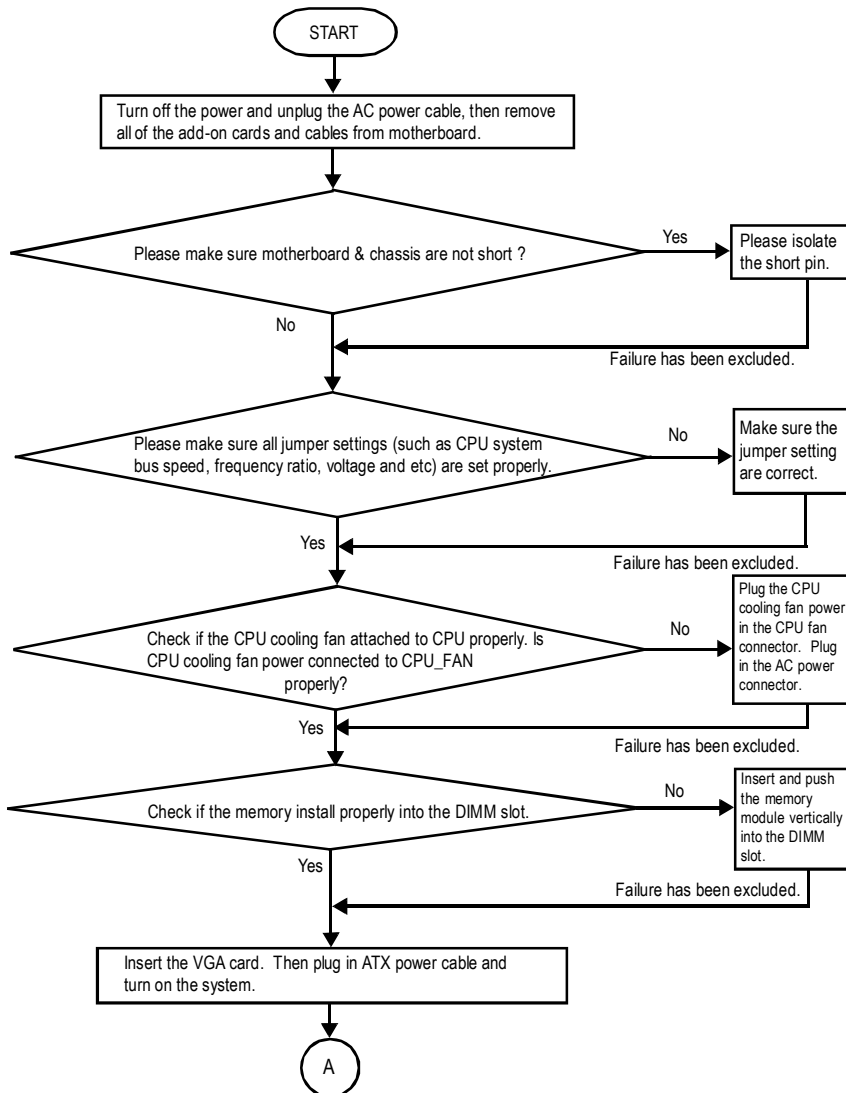 START
Turn off the power and unplug the AC power cable, then remove
all of the add-on cards and cables from motherboard.
Please make sure motherboard & chassis are not short ?
Yes
Please isolate
the short pin.
No
Failure has been excluded.
Please make sure all jumper settings (such as CPU system
bus speed, frequency ratio, voltage and etc) are set properly.
No
Make sure the
jumper setting
are correct.
Yes
Failure has been excluded.
Check if the CPU cooling fan attached to CPU properly. Is
CPU cooling fan power connected to CPU_FAN
properly?
No
Plug the CPU
cooling fan power
in the CPU fan
connector. Plug
in the AC power
connector.
Yes
Failure has been excluded.
Check if the memory install properly into the DIMM slot.
No
Insert and push
the memory
module vertically
into the DIMM
slot.
Yes
Failure has been excluded.
Insert the VGA card. Then plug in ATX power cable and
turn on the system.
A